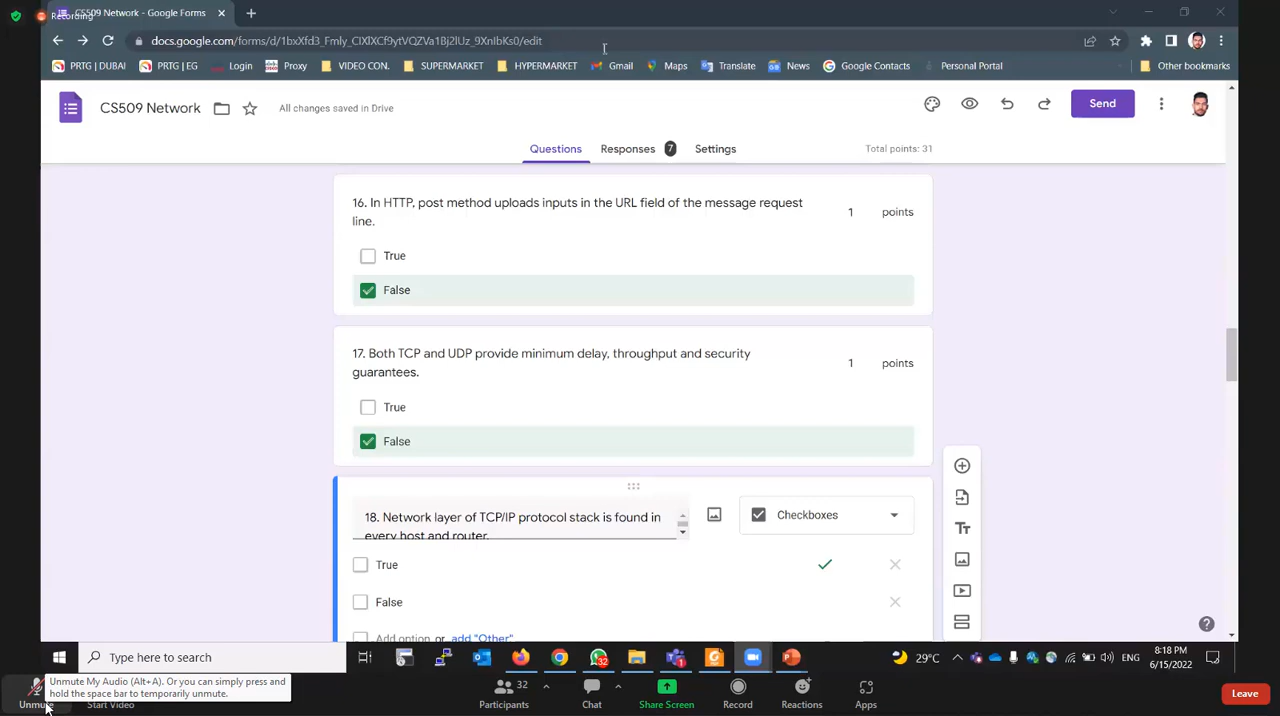 Recording
CS509 Network - Google Forms
docs.google.com/forms/d/1bxXfd3_Fmly_ClXlXCf9ytVQZVa1Bj2lUz_9XnIbKs0/edit
PRTG | DUBAI PRTG | EG Login Proxy VIDEO CON. SUPERMARKET HYPERMARKET Gmail Maps Translate News Google Contacts Personal Portal Other bookmarks
CS509 Network All changes saved in Drive Send
Questions Responses 7 Settings Total points: 31
16. In HTTP, post method uploads inputs in the URL field of the message request
line.
1 points
True
False
17. Both TCP and UDP provide minimum delay, throughput and security
guarantees.
1 points
True
False
18. Network layer of TCP/IP protocol stack is found in
every host and router.
Checkboxes
True
False
Add option or add "Other"
Type here to search
32
1
29°C ENG
8:18 PM
6/15/2022
Unmute My Audio (Alt+A). Or you can simply press and
hold the space bar to temporarily unmute.
32
Unmute Start Video Participants Chat Share Screen Record Reactions Apps Leave